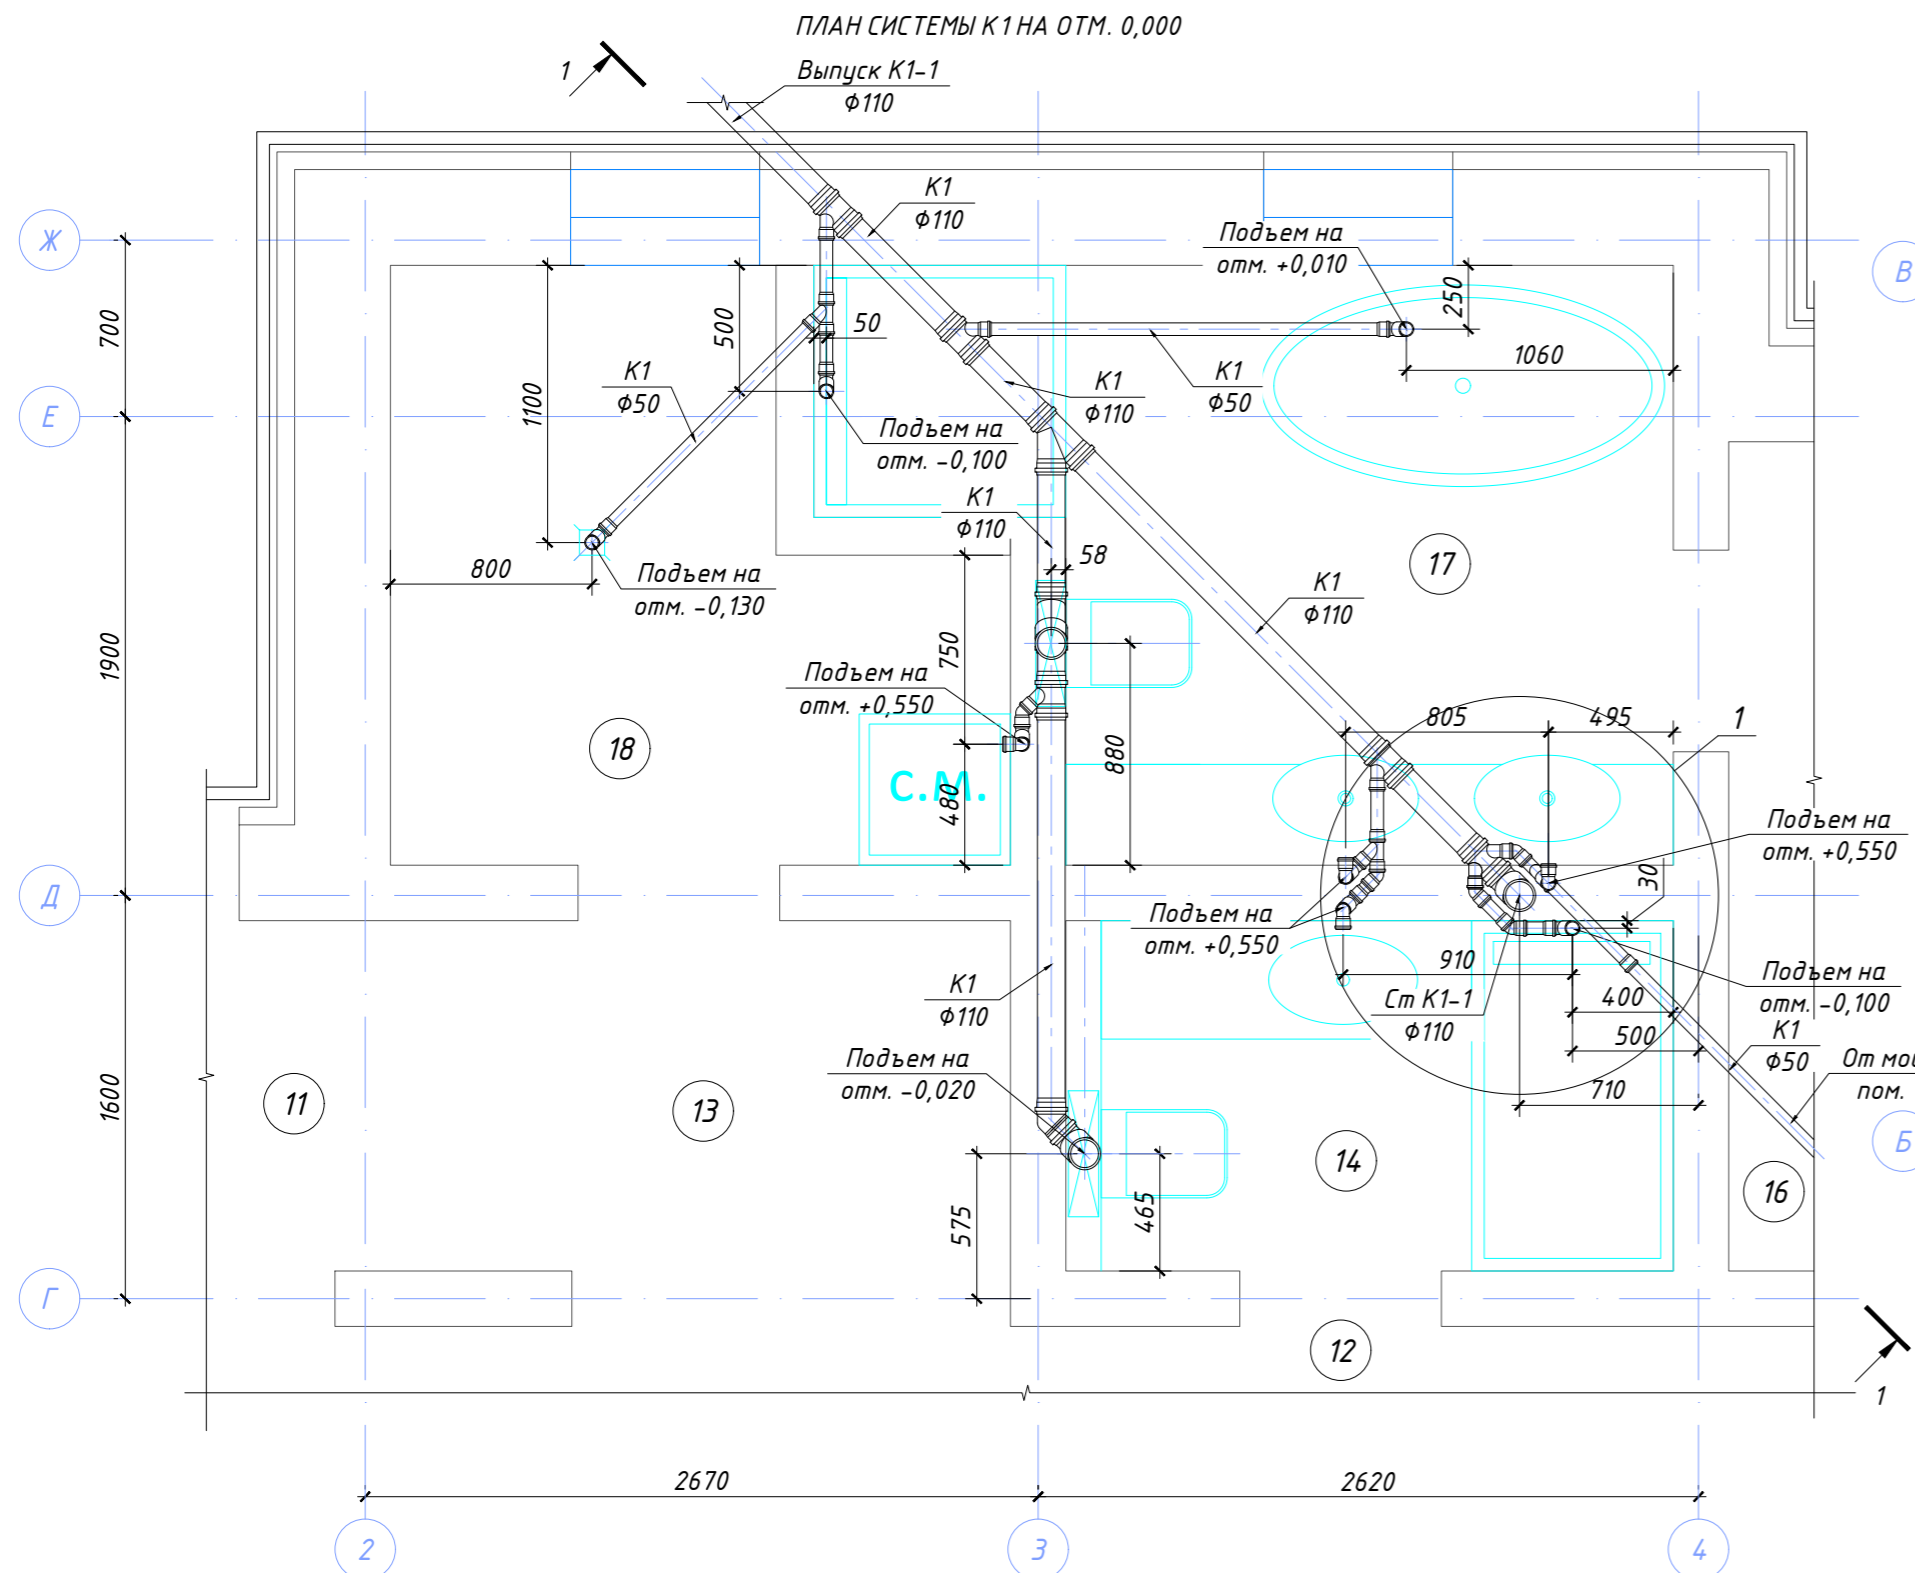 ПЛАН СИСТЕМЫ К1 НА ОТМ. 0,000
1
Выпуск К1-1
Ф110
К1
Ф110
Подъем на
отм. +0,010
Ж
В
700
1100
500
50
250
1060
К1
Ф50
К1
Ф110
К1
Ф50
Е
Подъем на
отм. -0,100
К1
Ф110
58
17
800
Подъем на
отм. -0,130
К1
Ф110
1900
750
Подъем на
отм. +0,550
18
880
805
495
1
с.м.
480
Подъем на
отм. +0,550
30
Д
Подъем на
отм. +0,550
910
Подъем на
отм. -0,100
К1
Ф110
Ст К1-1
Ф110
400
500
К1
Ф50
От
пом.
Подъем на
отм. -0,020
710
1600
11
13
14
Б
16
575
465
Г
12
1
2670
2620
2
3
4